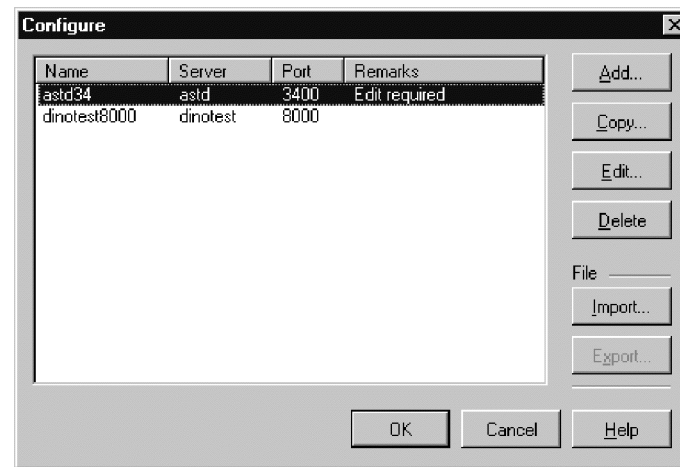 Configure
Name Server Port Remarks
astd34 astd 3400 Edit required
dinotest8000 dinotest 8000
Add...
Copy...
Edit...
Delete
File
Import...
Export...
OK Cancel Help